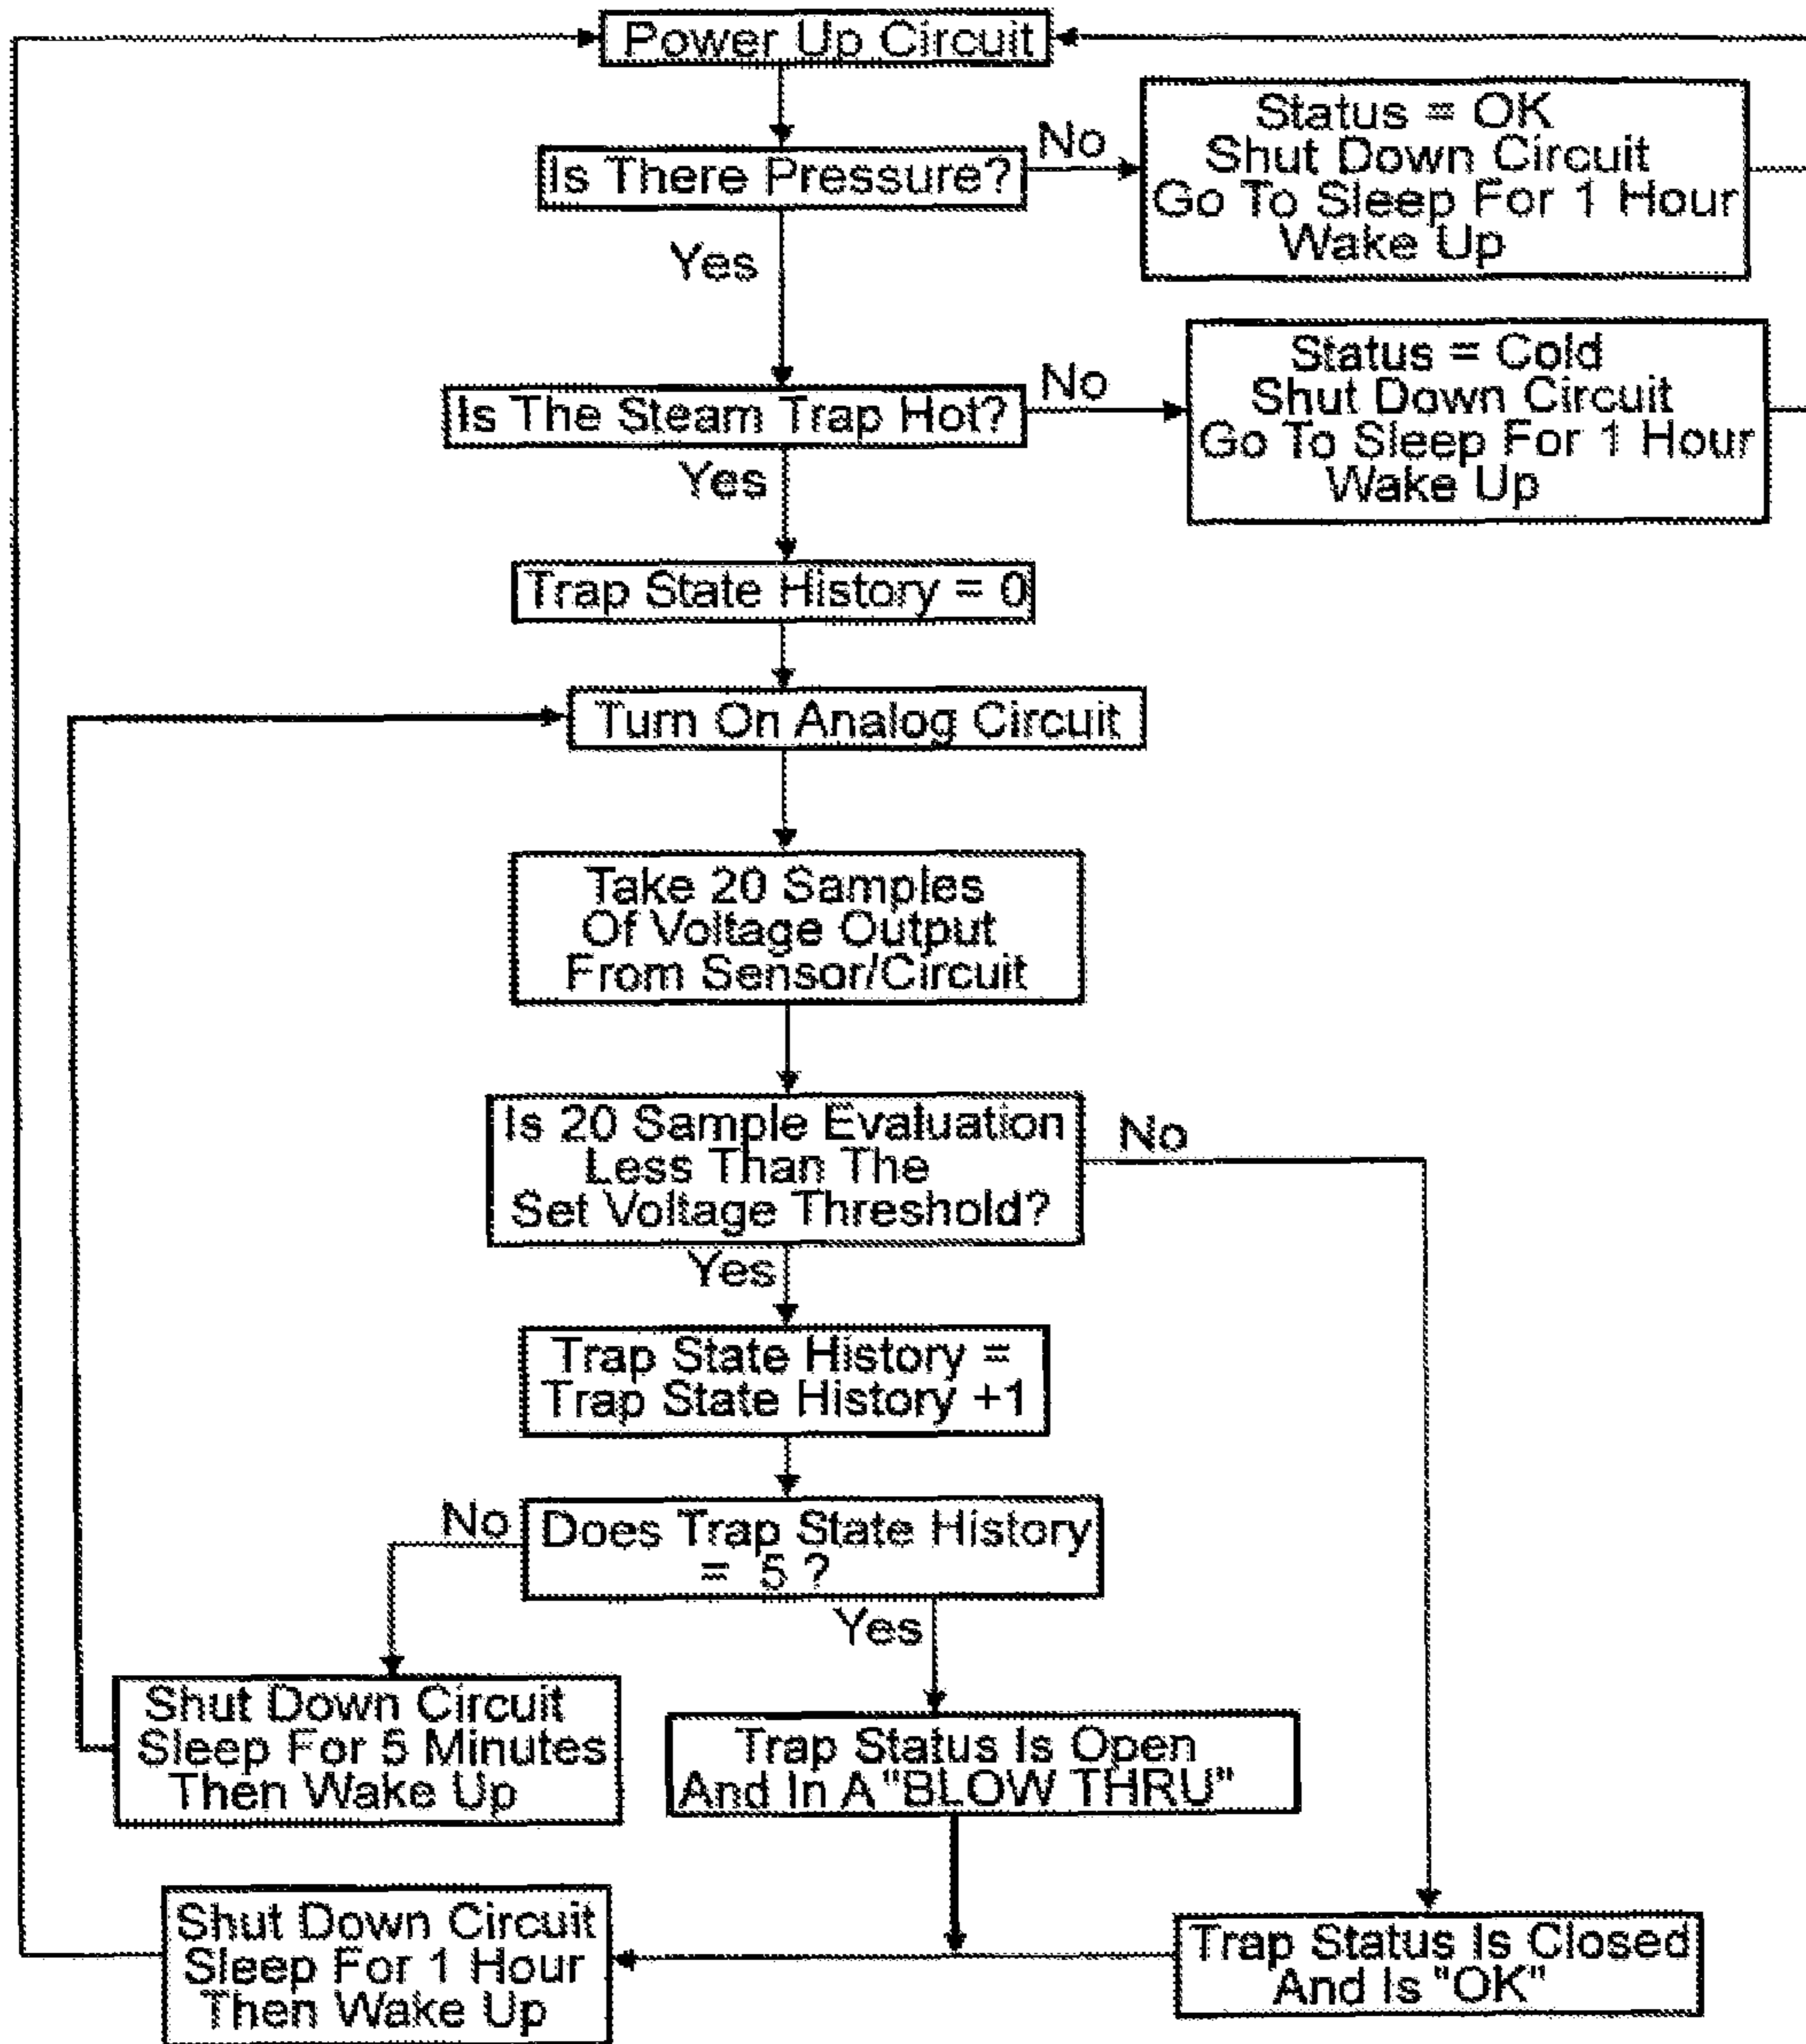 Power Up Circuit
Is There Pressure?
No
Status = OK
Shut Down Circuit
Go To Sleep For 1 Hour
Wake Up
Yes
Is The Steam Trap Hot?
No
Status = Cold
Shut Down Circuit
Go To Sleep For 1 Hour
Wake Up
Yes
Trap State History = 0
Turn On Analog Circuit
Take 20 Samples
Of Voltage Output
From Sensor/Circuit
Is 20 Sample Evaluation
Less Than The
Set Voltage Threshold?
No
Yes
Trap State History =
Trap State History +1
Does Trap State History
= 5 ?
No
Yes
Shut Down Circuit
Sleep For 5 Minutes
Then Wake Up
Trap Status Is Open
And In A "BLOW THRU"
Shut Down Circuit
Sleep For 1 Hour
Then Wake Up
Trap Status Is Closed
And Is "OK"